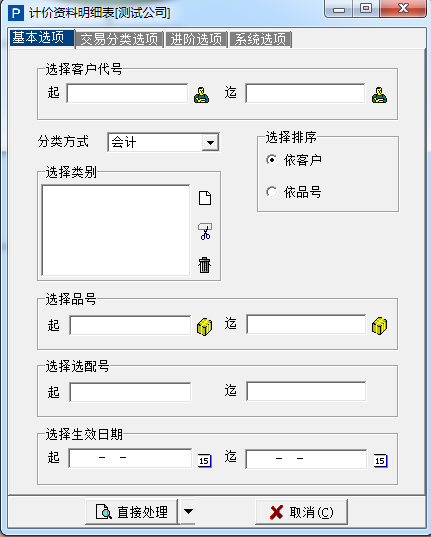 计价资料明细表[测试公司]
基本选项 交易分类选项 进阶选项 系统选项
选择客户代号
起 迄
分类方式 会计
选择排序
依客户
依品号
选择类别
选择品号
起 迄
选择选配号
起 迄
选择生效日期
起 - - 15 迄 - - 15
直接处理 取消(C)